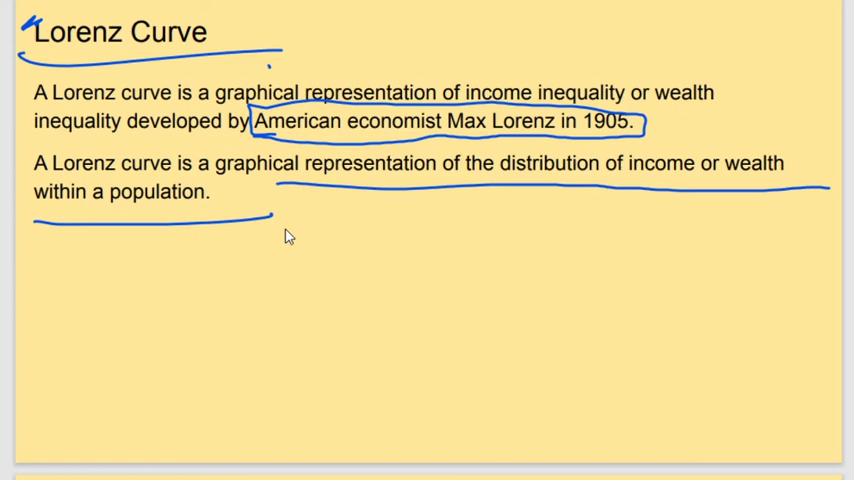 Lorenz Curve
A Lorenz curve is a graphical representation of income inequality or wealth
inequality developed by American economist Max Lorenz in 1905.
A Lorenz curve is a graphical representation of the distribution of income or wealth
within a population.